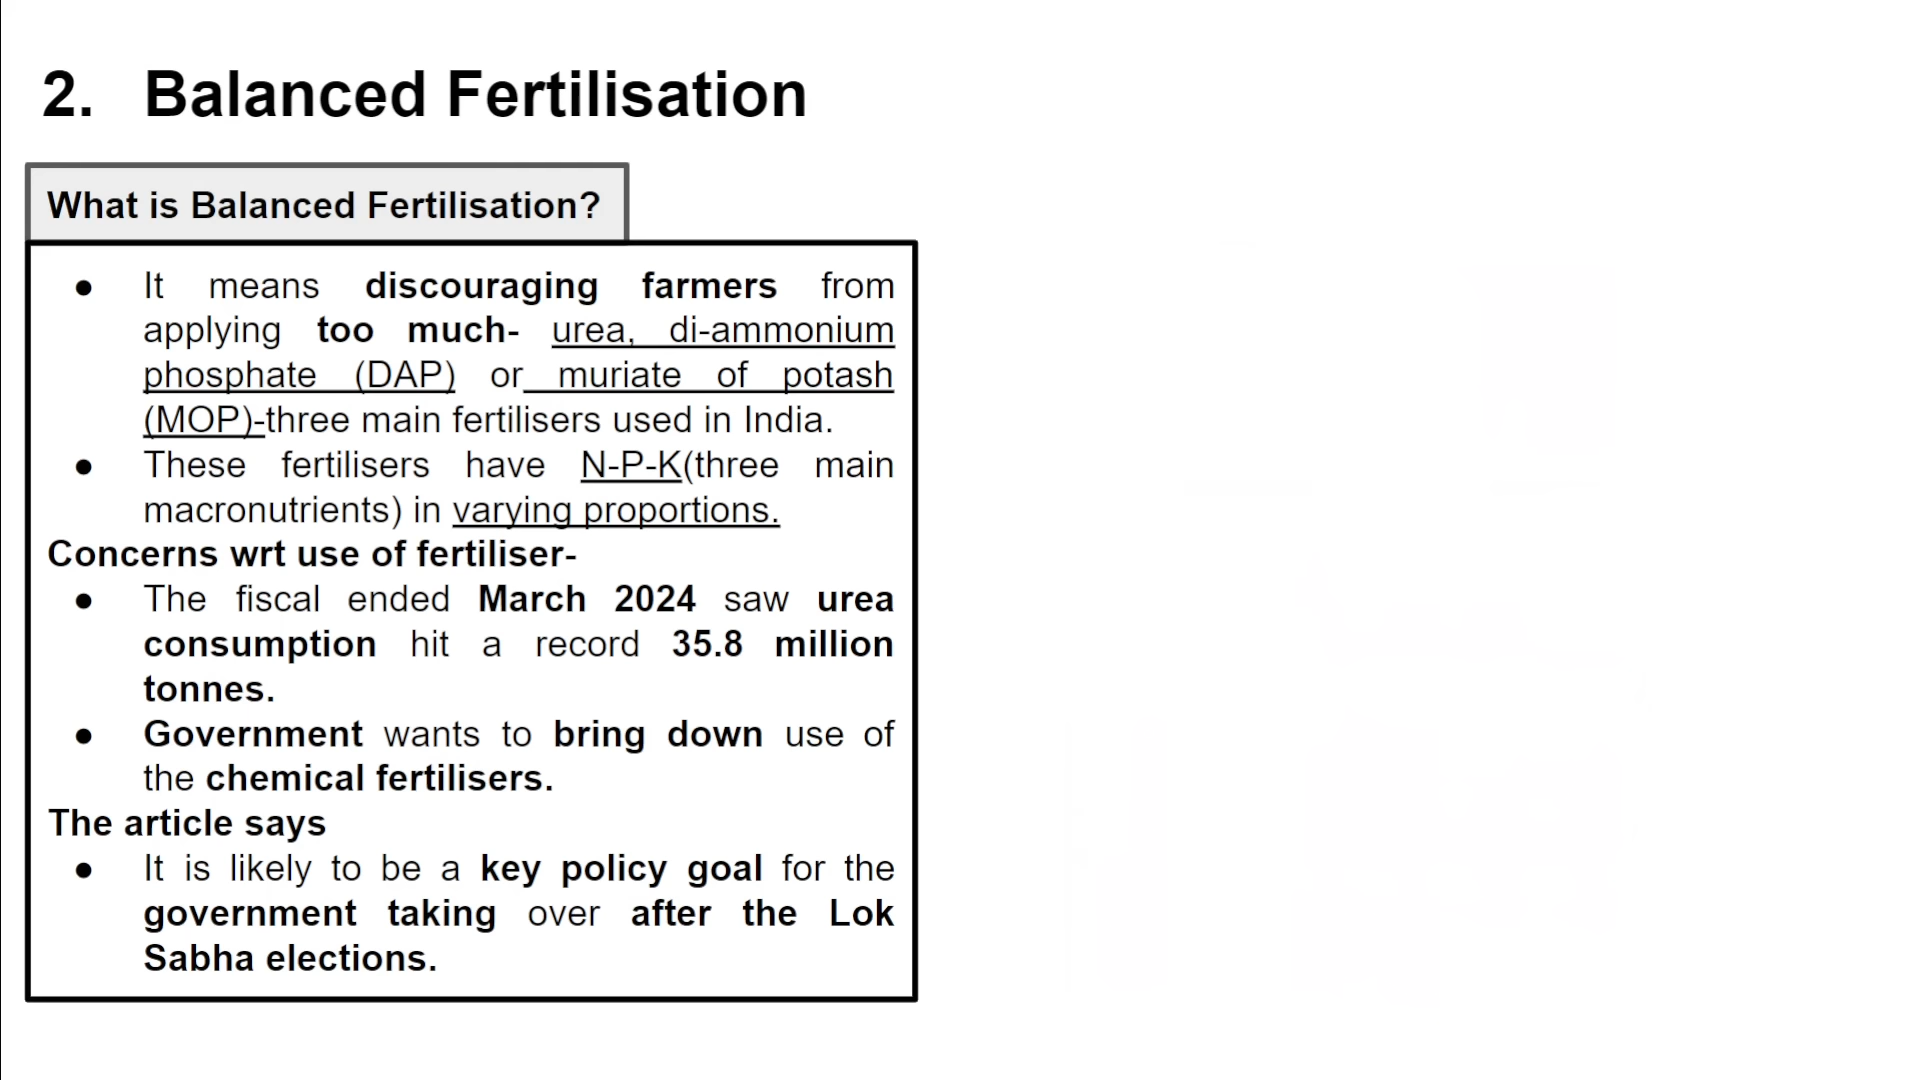 2. Balanced Fertilisation
What is Balanced Fertilisation?
● It means discouraging farmers from
applying too much- urea, di-ammonium
phosphate (DAP) or muriate of potash
(MOP)-three main fertilisers used in India.
● These fertilisers have N-P-K(three main
macronutrients) in varying proportions.
Concerns wrt use of fertiliser-
● The fiscal ended March 2024 saw urea
consumption hit a record 35.8 million
tonnes.
● Government wants to bring down use of
the chemical fertilisers.
The article says
● It is likely to be a key policy goal for the
government taking over after the Lok
Sabha elections.